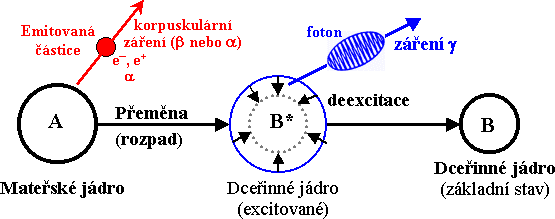 Emitovaná
částice
korpuskulární
záření (β nebo α)
e⁻, e⁺
α
foton
záření γ
A
Přeměna
(rozpad)
B*
deexcitace
B
Mateřské jádro
Dceřinné jádro
(excitované)
Dceřinné jádro
(základní stav)